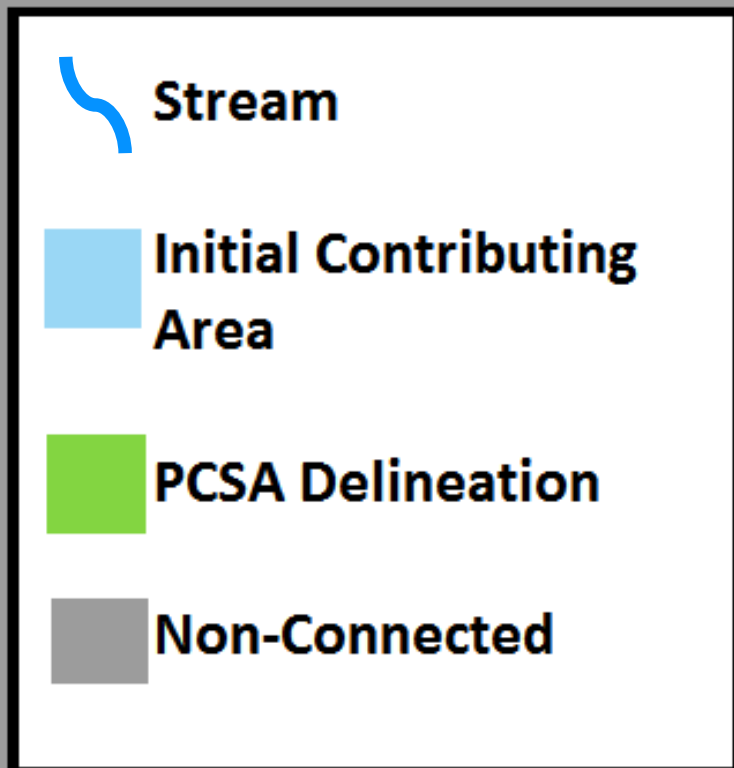 Stream
Initial Contributing
Area
PCSA Delineation
Non-Connected